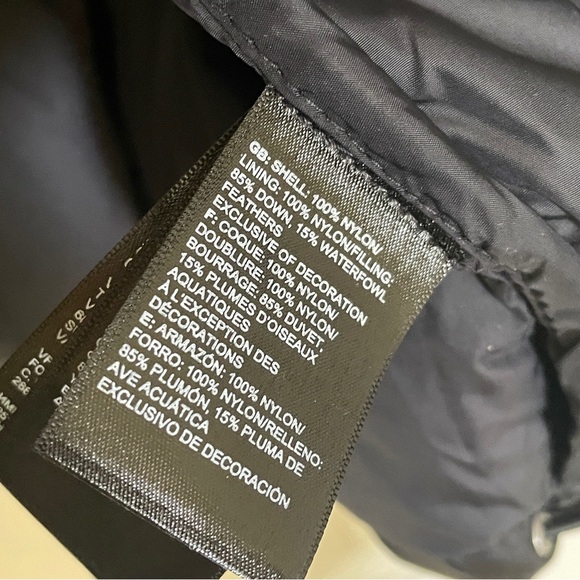 GB: SHELL: 100% NYLON/
LINING: 100% NYLON/FILLING:
85% DOWN, 15% WATERFOWL
FEATHERS
EXCLUSIVE OF DECORATION
F: COQUE: 100% NYLON/
DOUBLURE: 100% NYLON/
BOURRAGE: 85% DUVET
15% PLUMES D'OISEAUX
AQUATIQUES
À L'EXCEPTION DES
DÉCORATIONS
E: ARMAZON: 100% NYLON/
FORRO: 100% NYLON/RELLENO:
85% PLUMÓN, 15% PLUMA DE
AVE ACUÁTICA
EXCLUSIVO DE DECORACIÓN